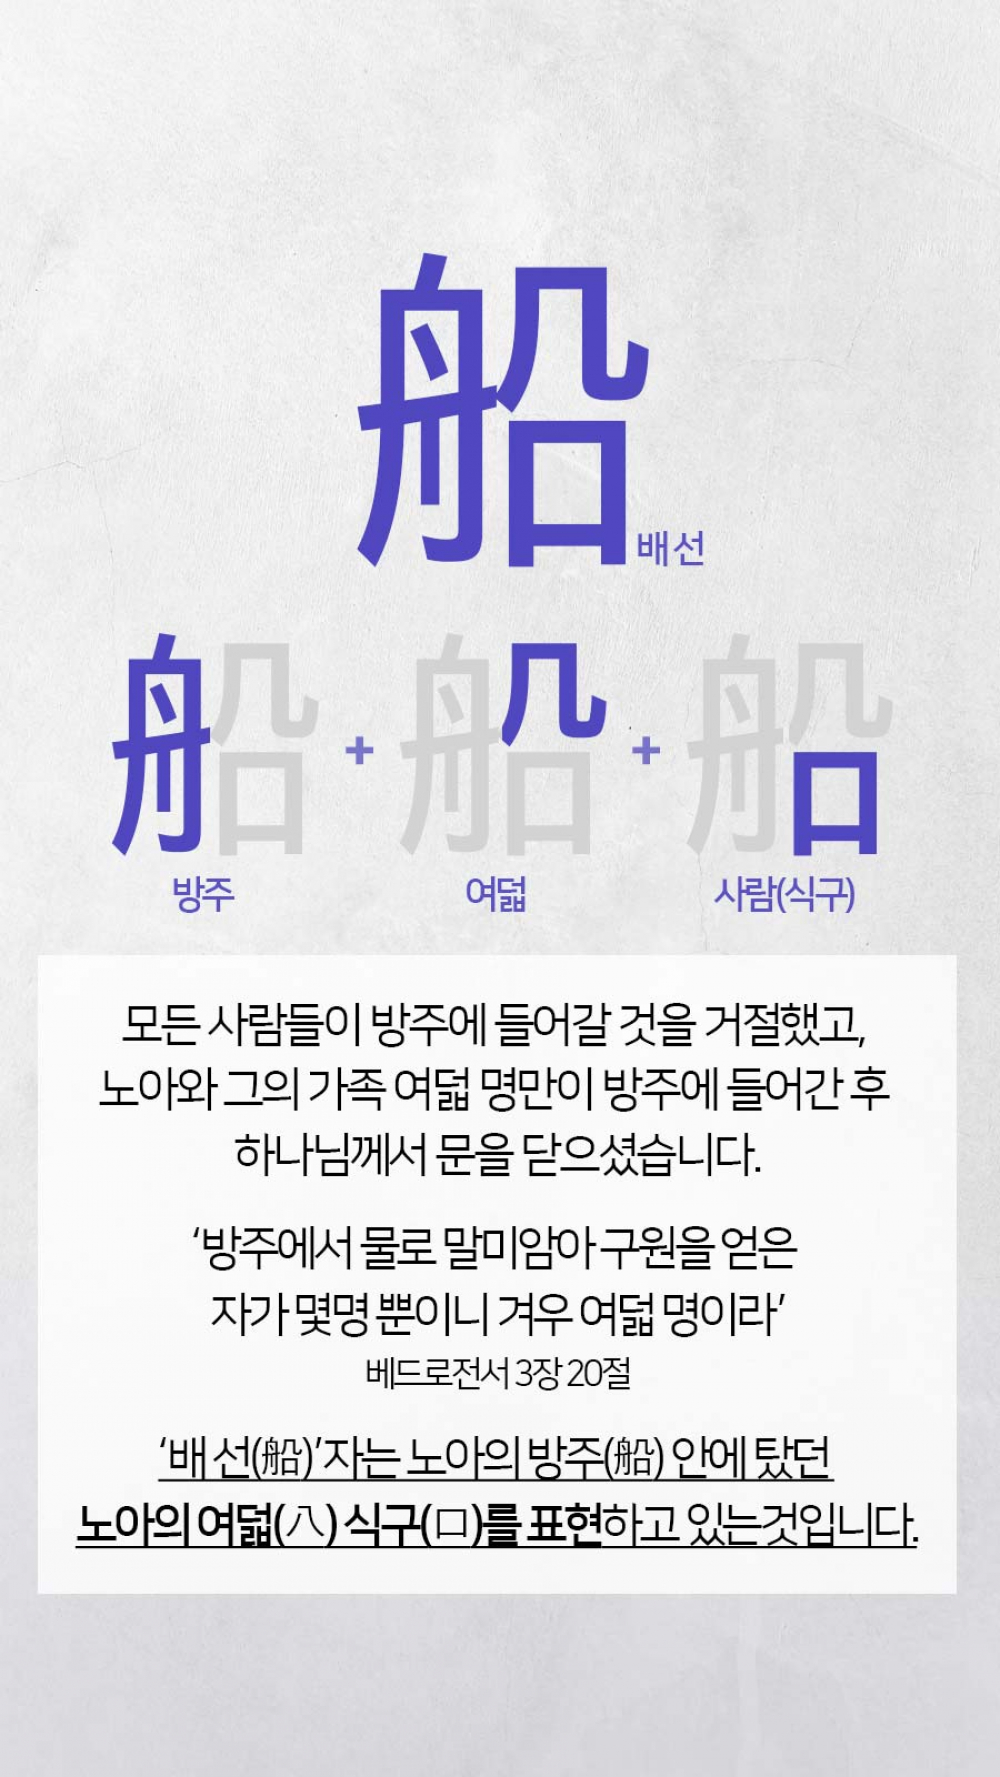 船
배 선
船 + 船 + 船
방주 여덟 사람(식구)
모든 사람들이 방주에 들어갈 것을 거절했고,
노아와 그의 가족 여덟 명만이 방주에 들어간 후
하나님께서 문을 닫으셨습니다.
‘방주에서 물로 말미암아 구원을 얻은
자가 몇명 뿐이니 겨우 여덟 명이라’
베드로전서 3장 20절
‘배 선(船)’자는 노아의 방주(船) 안에 탔던
노아의 여덟(八) 식구(口)를 표현하고 있는것입니다.